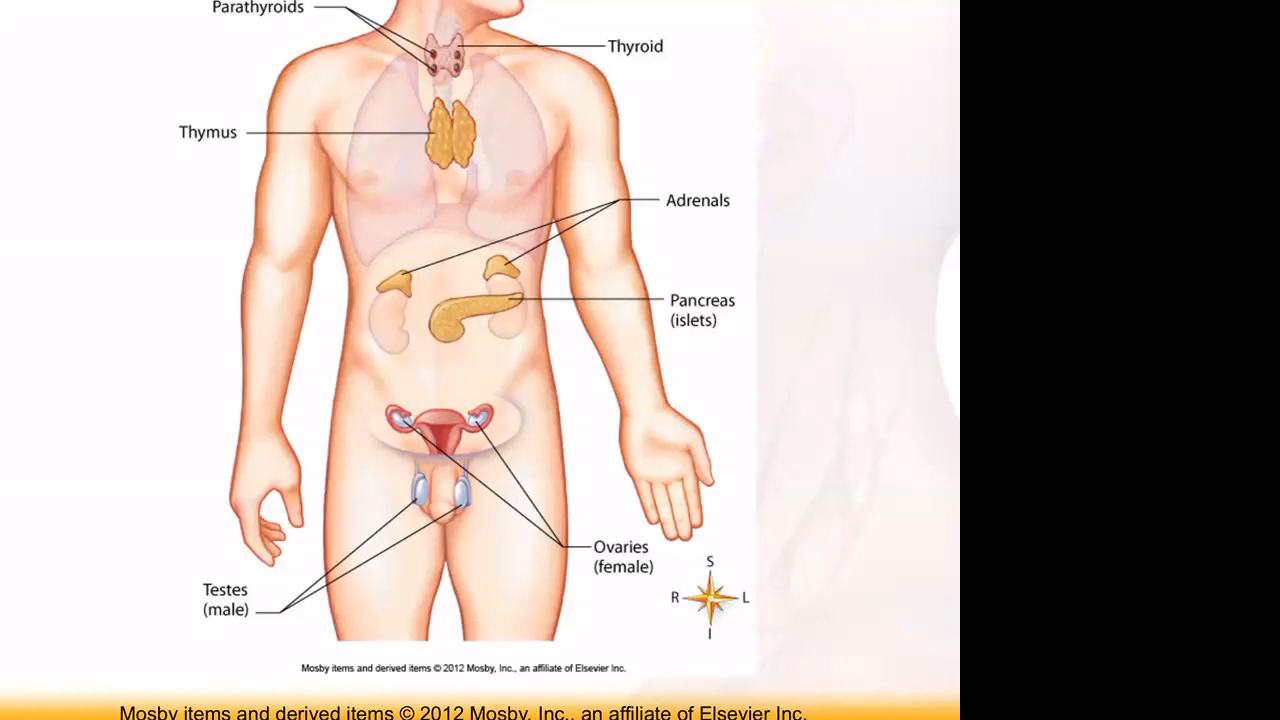 Parathyroids
Thyroid
Thymus
Adrenals
Pancreas
(islets)
Ovaries
(female)
Testes
(male)
S
R L
I
Mosby items and derived items © 2012 Mosby, Inc., an affiliate of Elsevier Inc.
Mosby items and derived items © 2012 Mosby, Inc., an affiliate of Elsevier Inc.